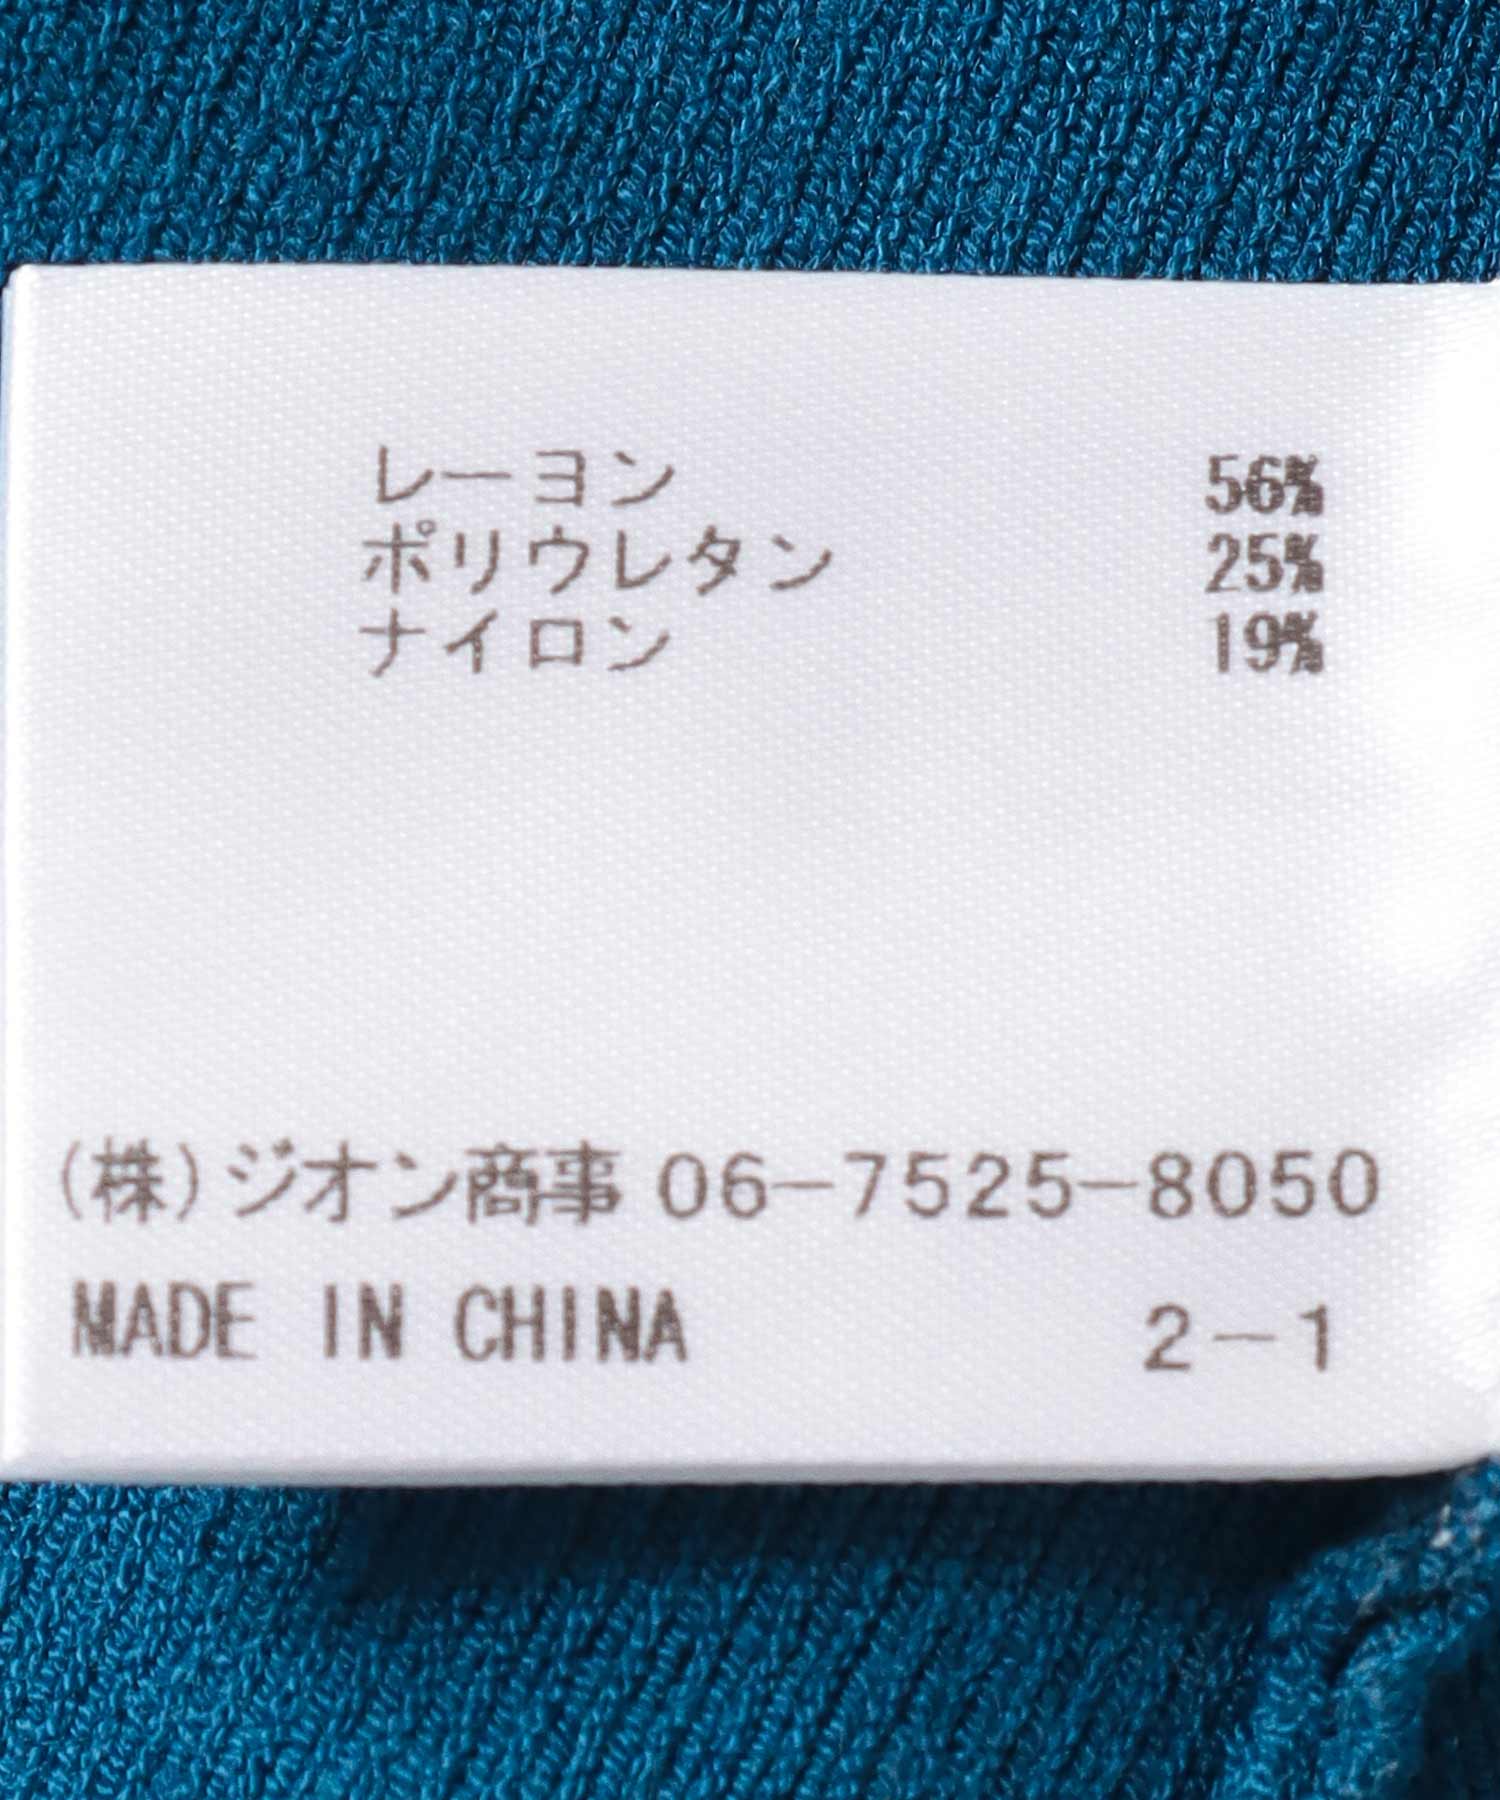 レーヨン 56%
ポリウレタン 25%
ナイロン 19%
(株)ジオン商事 06-7525-8050
MADE IN CHINA 2-1